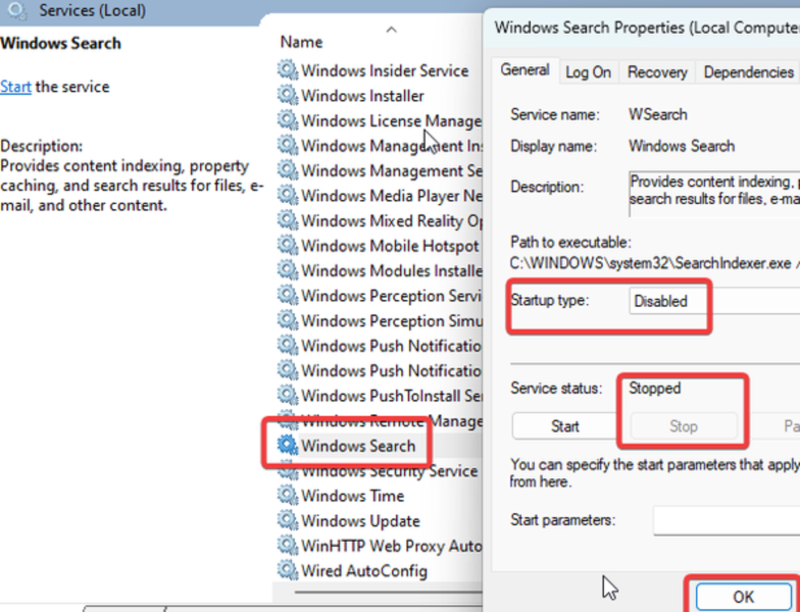 Services (Local)
Windows Search
Start the service
Description:
Provides content indexing, property
caching, and search results for files, e-
mail, and other content.
Name
Windows Insider Service
Windows Installer
Windows License Manage
Windows Management In
Windows Management Se
Windows Media Player Ne
Windows Mixed Reality Op
Windows Mobile Hotspot
Windows Modules Installe
Windows Perception Servi
Windows Perception Simu
Windows Push Notificatio
Windows Push Notificatio
Windows PushToInstall Se
Windows Remote Manage
Windows Search
Windows Security Service
Windows Time
Windows Update
WinHTTP Web Proxy Auto
Wired AutoConfig
Windows Search Properties (Local Computer
General Log On Recovery Dependencies
Service name: WSearch
Display name: Windows Search
Description: Provides content indexing,
search results for files, e-ma
Path to executable:
C:\WINDOWS\system32\SearchIndexer.exe /
Startup type: Disabled
Service status: Stopped
Start Stop Pa
You can specify the start parameters that apply
from here.
Start parameters:
OK